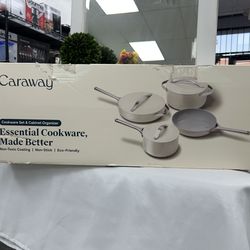 Caraway
Cookware Set & Cabinet Organizer
Essential Cookware,
Made Better
Non-Toxic Coating | Non-Stick | Eco-Friendly